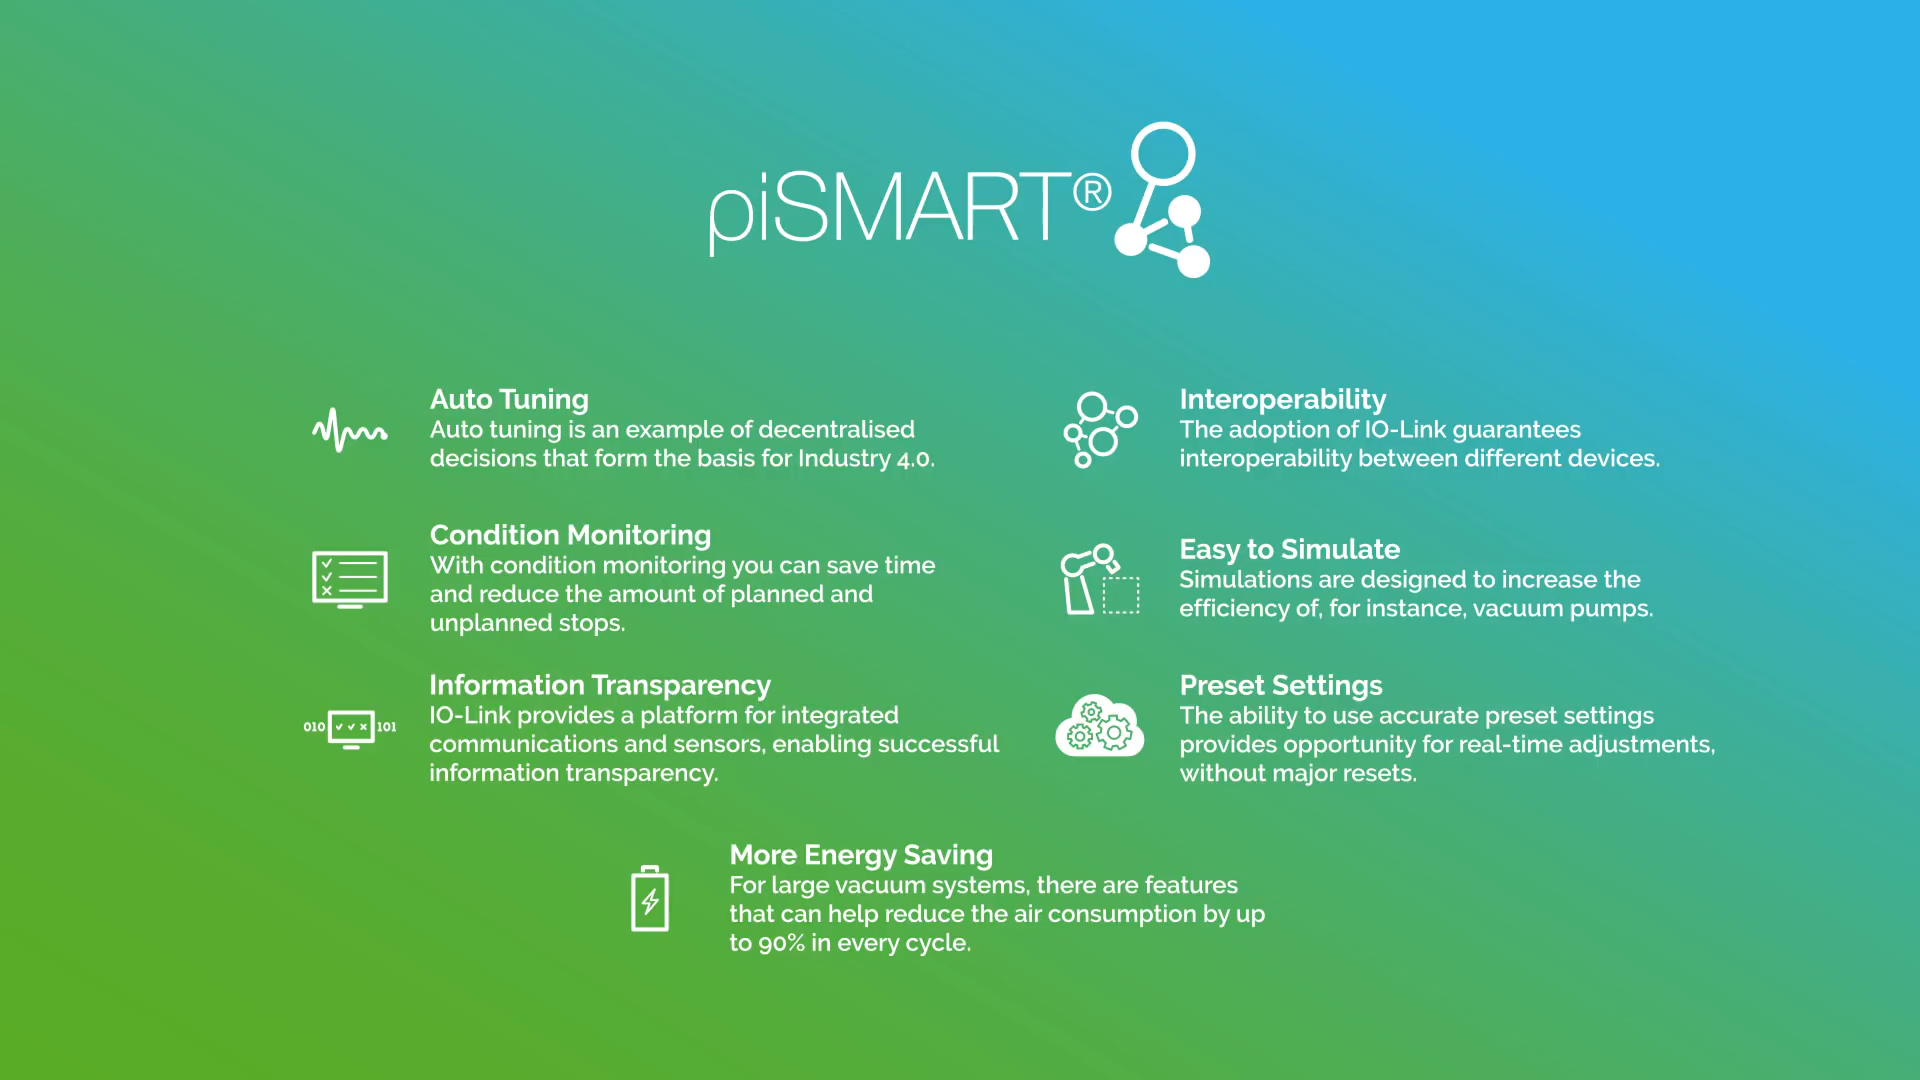 piSMART®
Auto Tuning
Auto tuning is an example of decentralised
decisions that form the basis for Industry 4.0.
Condition Monitoring
With condition monitoring you can save time
and reduce the amount of planned and
unplanned stops.
010 101
Information Transparency
IO-Link provides a platform for integrated
communications and sensors, enabling successful
information transparency.
Interoperability
The adoption of IO-Link guarantees
interoperability between different devices.
Easy to Simulate
Simulations are designed to increase the
efficiency of, for instance, vacuum pumps.
Preset Settings
The ability to use accurate preset settings
provides opportunity for real-time adjustments,
without major resets.
More Energy Saving
For large vacuum systems, there are features
that can help reduce the air consumption by up
to 90% in every cycle.